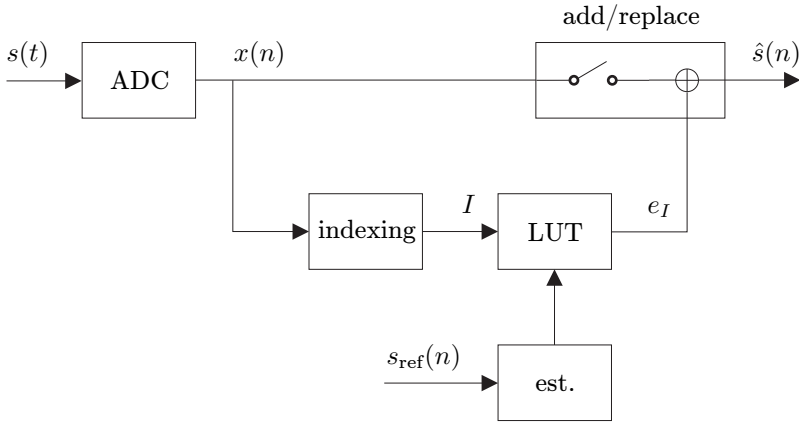 add/replace
s(t)
ADC
x(n)
ŝ(n)
indexing
I
LUT
e_I
s_ref(n)
est.